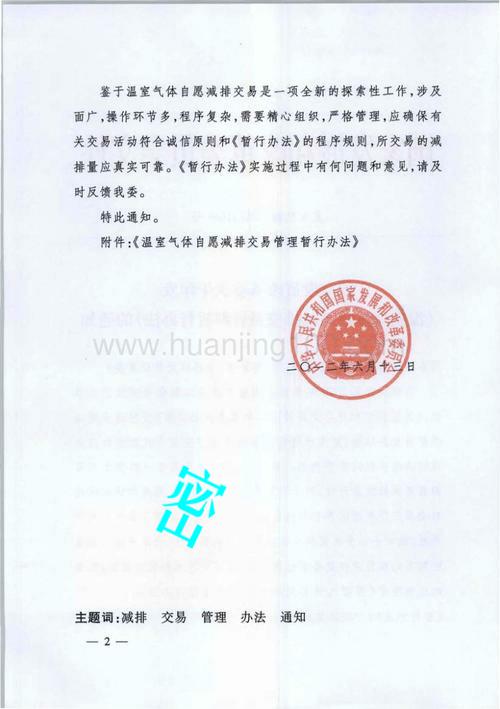 鉴于温室气体自愿减排交易是一项全新的探索性工作,涉及
面广,操作环节多,程序复杂,需要精心组织,严格管理,应确保有
关交易活动符合诚信原则和《暂行办法》的程序规则,所交易的减
排量应真实可靠。《暂行办法》实施过程中有何问题和意见,请及
时反馈我委。
特此通知。
附件:《温室气体自愿减排交易管理暂行办法》
中华人民共和国国家发展和改革委员会
www.huanjing
二〇一二年六月十三日
密
主题词:减排 交易 管理 办法 通知
— 2 —